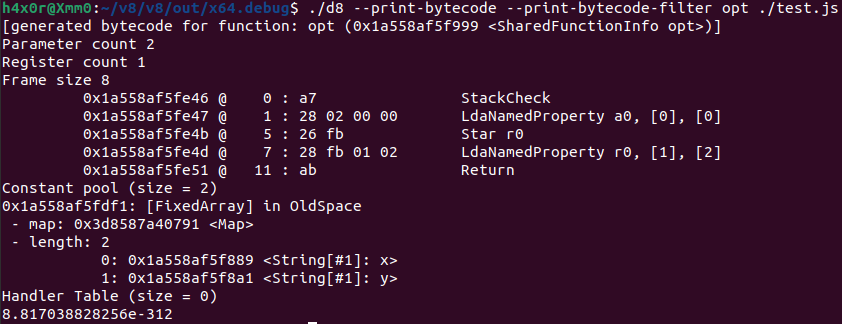 h4x0r@Xmm0:~/v8/v8/out/x64.debug$ ./d8 --print-bytecode --print-bytecode-filter opt ./test.js
[generated bytecode for function: opt (0x1a558af5f999 <SharedFunctionInfo opt>)]
Parameter count 2
Register count 1
Frame size 8
         0x1a558af5fe46 @    0 : a7                StackCheck
         0x1a558af5fe47 @    1 : 28 02 00 00       LdaNamedProperty a0, [0], [0]
         0x1a558af5fe4b @    5 : 26 fb             Star r0
         0x1a558af5fe4d @    7 : 28 fb 01 02       LdaNamedProperty r0, [1], [2]
         0x1a558af5fe51 @   11 : ab                Return
Constant pool (size = 2)
0x1a558af5fdf1: [FixedArray] in OldSpace
 - map: 0x3d8587a40791 <Map>
 - length: 2
           0: 0x1a558af5f889 <String[#1]: x>
           1: 0x1a558af5f8a1 <String[#1]: y>
Handler Table (size = 0)
8.817038828256e-312